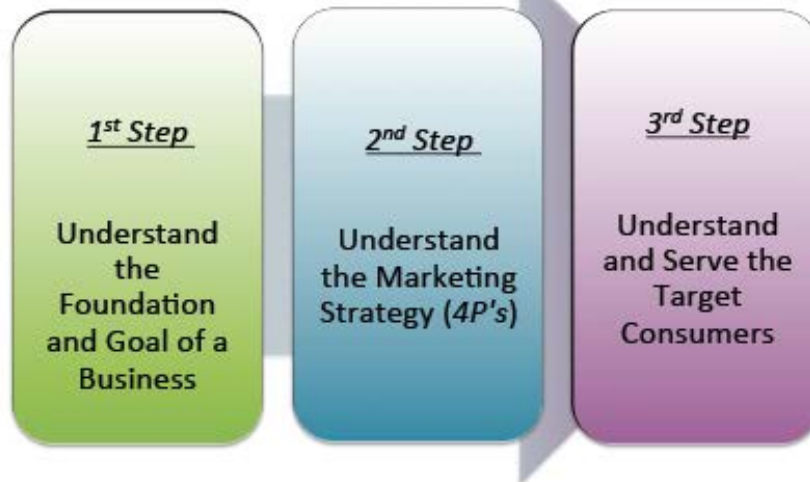 1st Step
Understand
the
Foundation
and Goal of a
Business
2nd Step
Understand
the Marketing
Strategy (4P's)
3rd Step
Understand
and Serve the
Target
Consumers